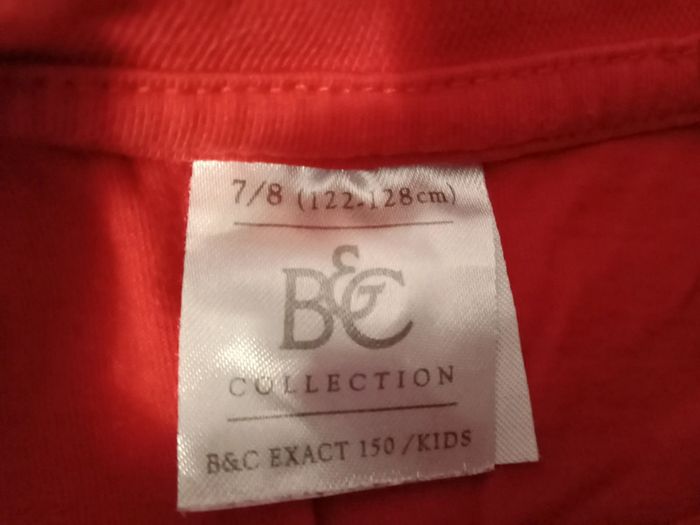 7/8 (122-128cm)
B&C
COLLECTION
B&C EXACT 150/KIDS